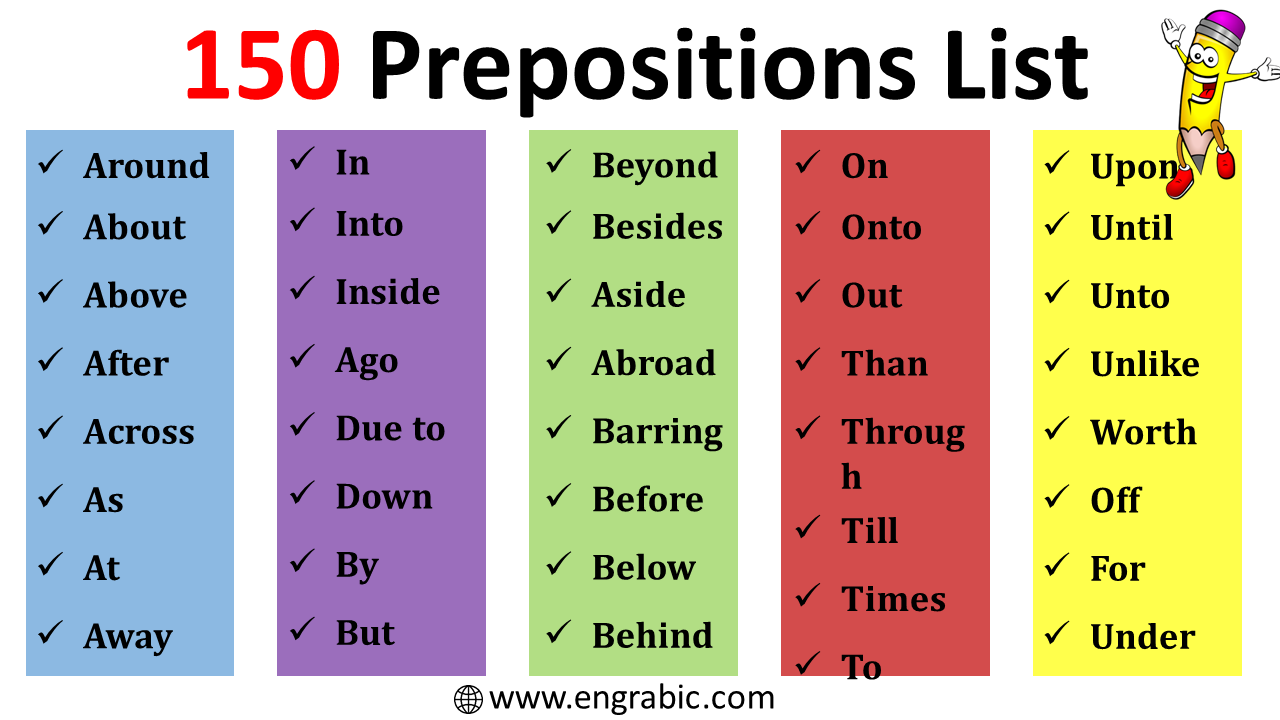 150 Prepositions List
Around
About
Above
After
Across
As
At
Away
In
Into
Inside
Ago
Due to
Down
By
But
Beyond
Besides
Aside
Abroad
Barring
Before
Below
Behind
On
Onto
Out
Than
Throug
h
Till
Times
To
Upon
Until
Unto
Unlike
Worth
Off
For
Under
www.engrabic.com